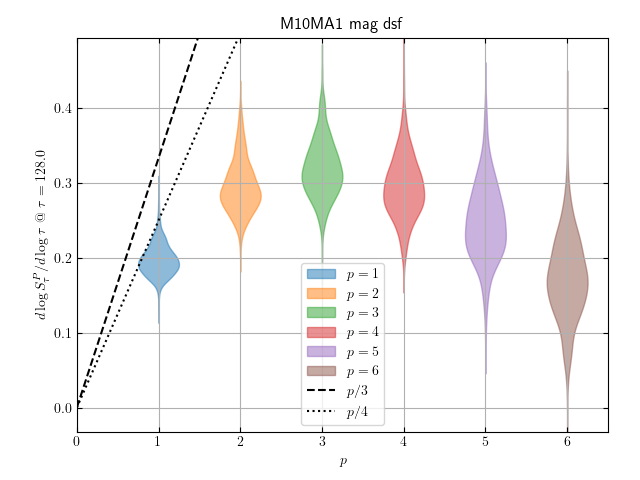 M10MA1 mag dsf
d log S_τ^P / d log τ @ τ = 128.0
0.4
0.3
0.2
0.1
0.0
p = 1
p = 2
p = 3
p = 4
p = 5
p = 6
p/3
p/4
0 1 2 3 4 5 6
p